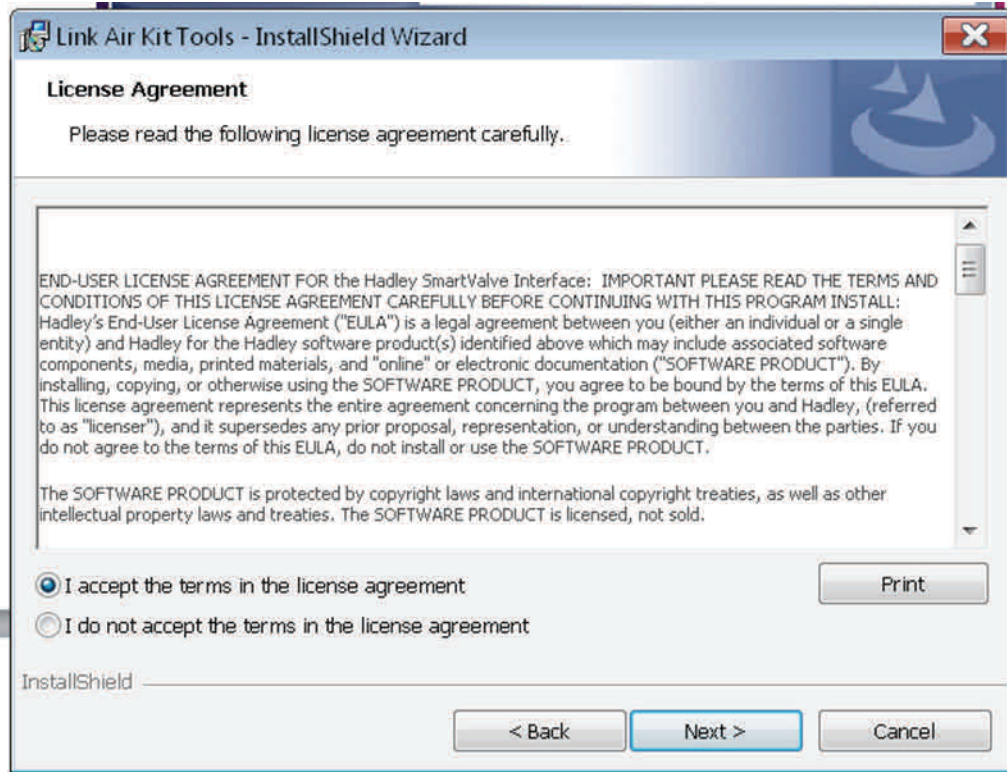 Link Air Kit Tools - InstallShield Wizard
License Agreement
Please read the following license agreement carefully.
END-USER LICENSE AGREEMENT FOR the Hadley SmartValve Interface:  IMPORTANT PLEASE READ THE TERMS AND
CONDITIONS OF THIS LICENSE AGREEMENT CAREFULLY BEFORE CONTINUING WITH THIS PROGRAM INSTALL:
Hadley's End-User License Agreement ("EULA") is a legal agreement between you (either an individual or a single
entity) and Hadley for the Hadley software product(s) identified above which may include associated software
components, media, printed materials, and "online" or electronic documentation ("SOFTWARE PRODUCT"). By
installing, copying, or otherwise using the SOFTWARE PRODUCT, you agree to be bound by the terms of this EULA.
This license agreement represents the entire agreement concerning the program between you and Hadley, (referred
to as "licenser"), and it supersedes any prior proposal, representation, or understanding between the parties. If you
do not agree to the terms of this EULA, do not install or use the SOFTWARE PRODUCT.
The SOFTWARE PRODUCT is protected by copyright laws and international copyright treaties, as well as other
intellectual property laws and treaties. The SOFTWARE PRODUCT is licensed, not sold.
I accept the terms in the license agreement
Print
I do not accept the terms in the license agreement
InstallShield
< Back
Next >
Cancel